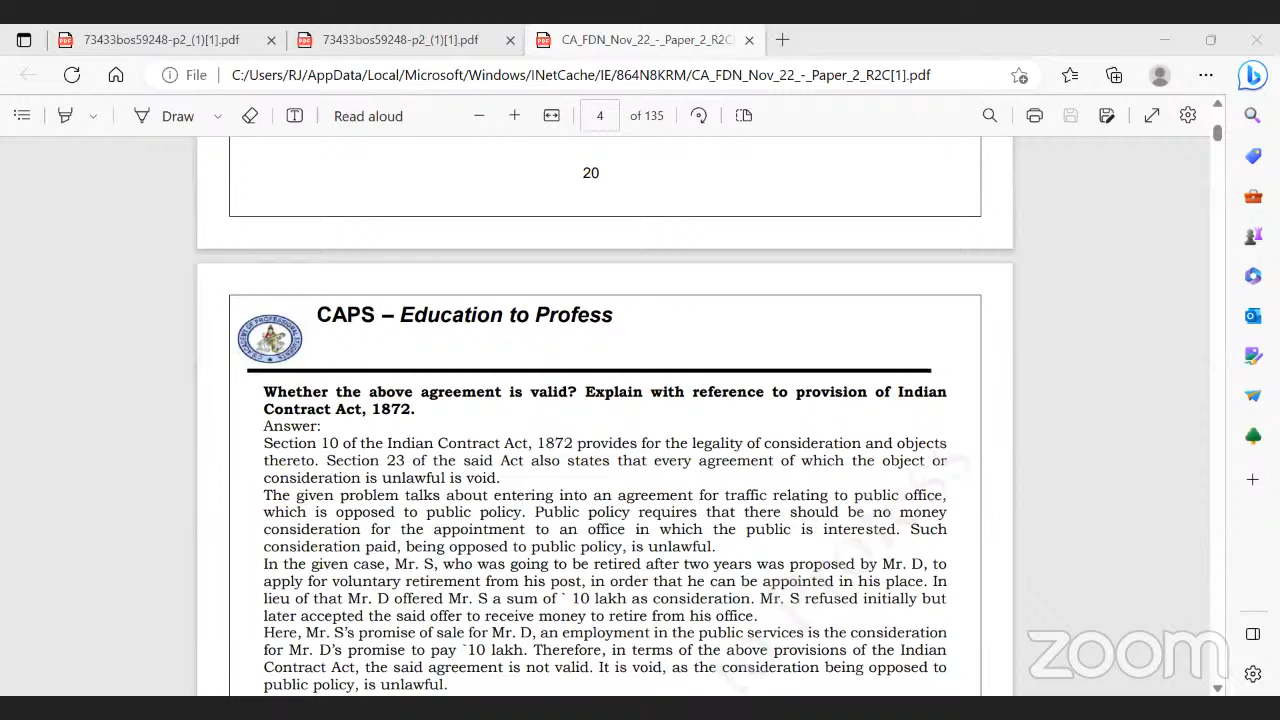 73433bos59248-p2_(1)[1].pdf
73433bos59248-p2_(1)[1].pdf
CA_FDN_Nov_22_-_Paper_2_R2C
File
C:/Users/RJ/AppData/Local/Microsoft/Windows/INetCache/IE/864N8KRM/CA_FDN_Nov_22_-_Paper_2_R2C[1].pdf
Draw
Read aloud
4
of 135
20
CAPS – Education to Profess
Whether the above agreement is valid? Explain with reference to provision of Indian
Contract Act, 1872.
Answer:
Section 10 of the Indian Contract Act, 1872 provides for the legality of consideration and objects
thereto. Section 23 of the said Act also states that every agreement of which the object or
consideration is unlawful is void.
The given problem talks about entering into an agreement for traffic relating to public office,
which is opposed to public policy. Public policy requires that there should be no money
consideration for the appointment to an office in which the public is interested. Such
consideration paid, being opposed to public policy, is unlawful.
In the given case, Mr. S, who was going to be retired after two years was proposed by Mr. D, to
apply for voluntary retirement from his post, in order that he can be appointed in his place. In
lieu of that Mr. D offered Mr. S a sum of ` 10 lakh as consideration. Mr. S refused initially but
later accepted the said offer to receive money to retire from his office.
Here, Mr. S’s promise of sale for Mr. D, an employment in the public services is the consideration
for Mr. D’s promise to pay `10 lakh. Therefore, in terms of the above provisions of the Indian
Contract Act, the said agreement is not valid. It is void, as the consideration being opposed to
public policy, is unlawful.
zoom